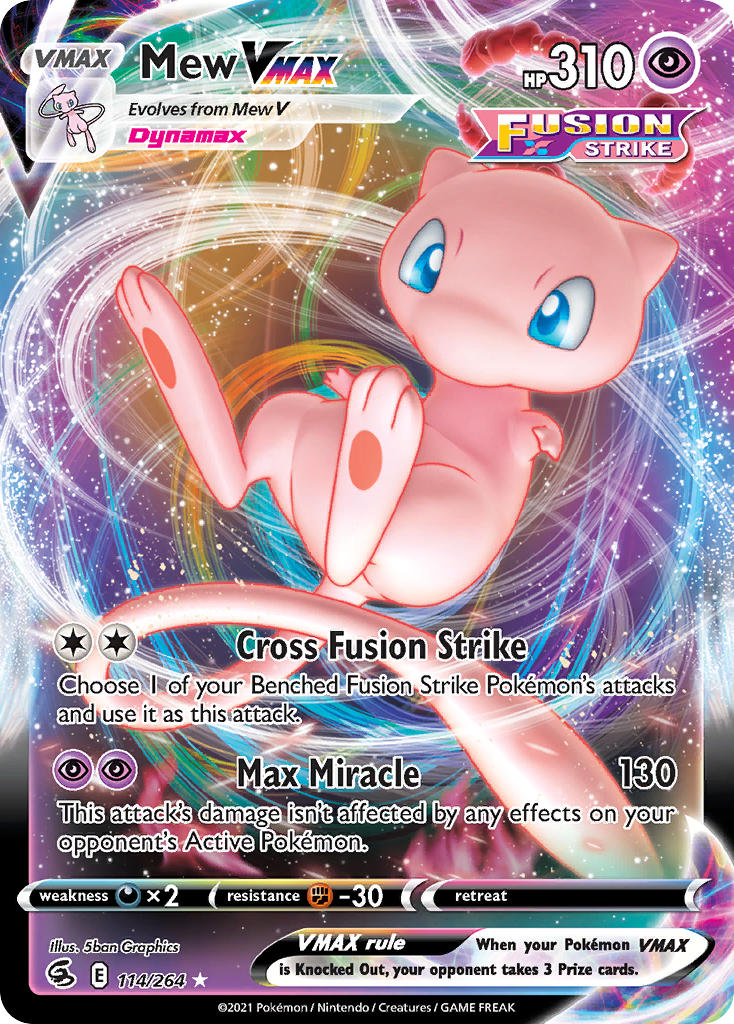 VMAX
Mew VMAX
HP310
Evolves from Mew V
Dynamax
FUSION
STRIKE
Cross Fusion Strike
Choose 1 of your Benched Fusion Strike Pokémon's attacks
and use it as this attack.
Max Miracle 130
This attack's damage isn't affected by any effects on your
opponent's Active Pokémon.
weakness ×2 resistance -30 retreat
Illus. 5ban Graphics
VMAX rule When your Pokémon VMAX
is Knocked Out, your opponent takes 3 Prize cards.
E 114/264 ★
©2021 Pokémon / Nintendo / Creatures / GAME FREAK